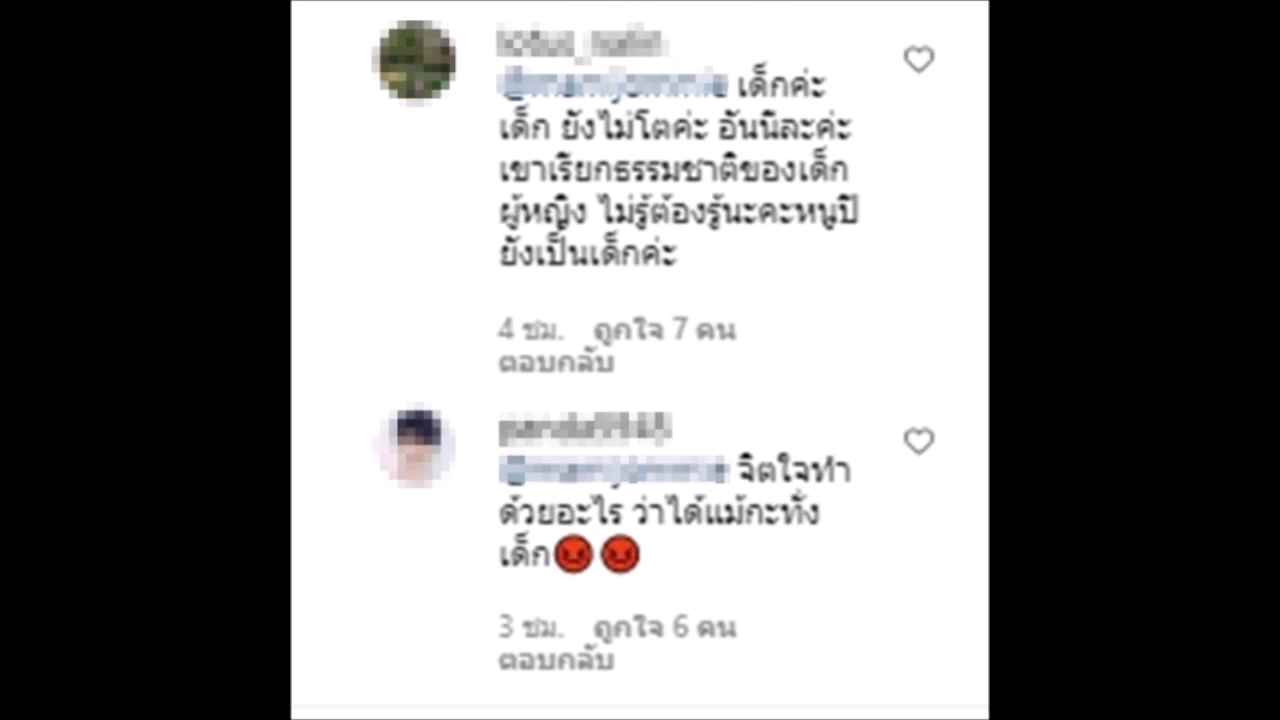 เด็กค่ะ
เด็ก ยังไม่โตค่ะ อันนี้ละค่ะ
เขาเรียกธรรมชาติของเด็ก
ผู้หญิง ไม่รู้ต้องรู้นะคะหนูปี
ยังเป็นเด็กค่ะ
4 ชม. ถูกใจ 7 คน
ตอบกลับ
จิตใจทำ
ด้วยอะไร ว่าได้แม้กะทั่ง
เด็ก😡😡
3 ชม. ถูกใจ 6 คน
ตอบกลับ